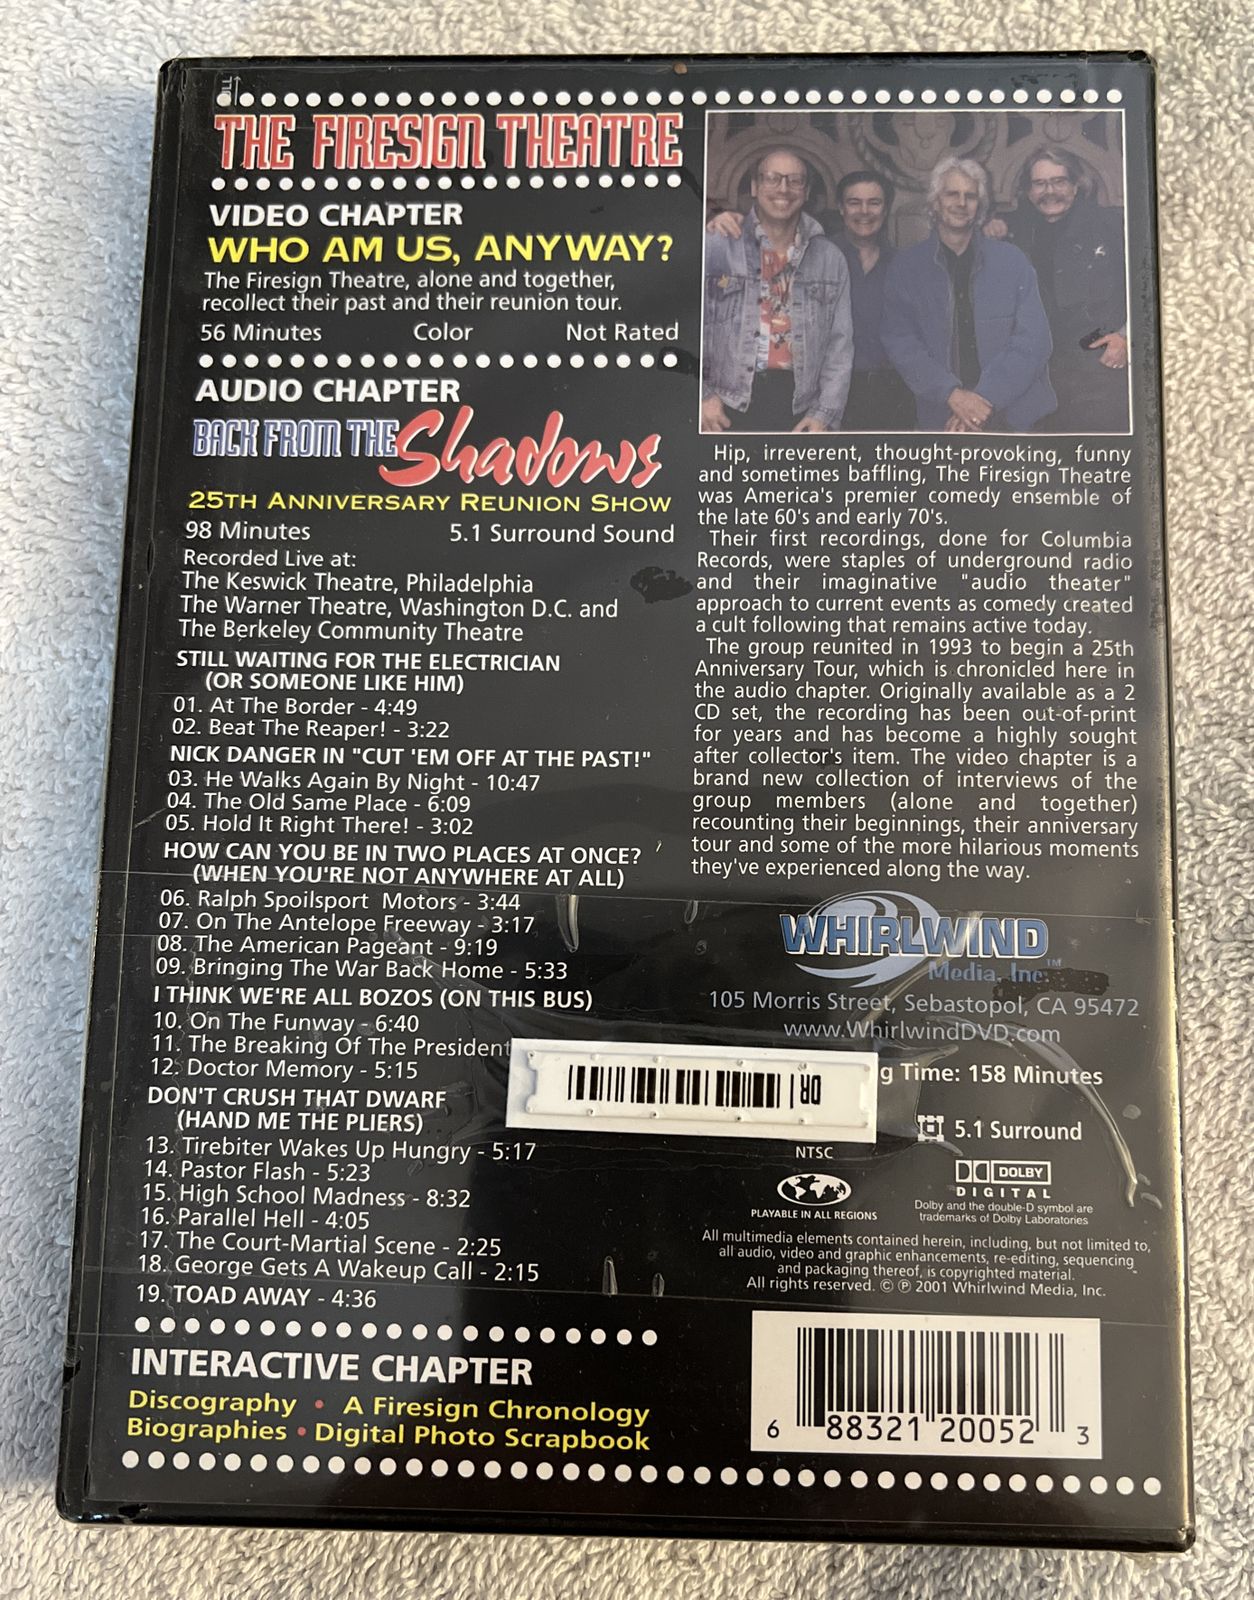 THE FIRESIGN THEATRE
VIDEO CHAPTER
WHO AM US, ANYWAY?
The Firesign Theatre, alone and together,
recollect their past and their reunion tour.
56 Minutes Color Not Rated
AUDIO CHAPTER
BACK FROM THE Shadows
25TH ANNIVERSARY REUNION SHOW
98 Minutes 5.1 Surround Sound
Recorded Live at:
The Keswick Theatre, Philadelphia
The Warner Theatre, Washington D.C. and
The Berkeley Community Theatre
STILL WAITING FOR THE ELECTRICIAN
(OR SOMEONE LIKE HIM)
01. At The Border - 4:49
02. Beat The Reaper! - 3:22
NICK DANGER IN "CUT 'EM OFF AT THE PAST!"
03. He Walks Again By Night - 10:47
04. The Old Same Place - 6:09
05. Hold It Right There! - 3:02
HOW CAN YOU BE IN TWO PLACES AT ONCE?
(WHEN YOU'RE NOT ANYWHERE AT ALL)
06. Ralph Spoilsport Motors - 3:44
07. On The Antelope Freeway - 3:17
08. The American Pageant - 9:19
09. Bringing The War Back Home - 5:33
I THINK WE'RE ALL BOZOS (ON THIS BUS)
10. On The Funway - 6:40
11. The Breaking Of The President
12. Doctor Memory - 5:15
DON'T CRUSH THAT DWARF
(HAND ME THE PLIERS)
13. Tirebiter Wakes Up Hungry - 5:17
14. Pastor Flash - 5:23
15. High School Madness - 8:32
16. Parallel Hell - 4:05
17. The Court-Martial Scene - 2:25
18. George Gets A Wakeup Call - 2:15
19. TOAD AWAY - 4:36
INTERACTIVE CHAPTER
Discography • A Firesign Chronology
Biographies • Digital Photo Scrapbook
Hip, irreverent, thought-provoking, funny
and sometimes baffling, The Firesign Theatre
was America's premier comedy ensemble of
the late 60's and early 70's.
Their first recordings, done for Columbia
Records, were staples of underground radio
and their imaginative "audio theater"
approach to current events as comedy created
a cult following that remains active today.
The group reunited in 1993 to begin a 25th
Anniversary Tour, which is chronicled here in
the audio chapter. Originally available as a 2
CD set, the recording has been out-of-print
for years and has become a highly sought
after collector's item. The video chapter is a
brand new collection of interviews of the
group members (alone and together)
recounting their beginnings, their anniversary
tour and some of the more hilarious moments
they've experienced along the way.
WHIRLWIND
Media, Inc.™
105 Morris Street, Sebastopol, CA 95472
www.WhirlwindDVD.com
g Time: 158 Minutes
DR
5.1 Surround
NTSC
DOLBY
DIGITAL
PLAYABLE IN ALL REGIONS
Dolby and the double-D symbol are
trademarks of Dolby Laboratories
All multimedia elements contained herein, including, but not limited to,
all audio, video and graphic enhancements, re-editing, sequencing
and packaging thereof, is copyrighted material.
All rights reserved. © ℗ 2001 Whirlwind Media, Inc.
6 88321 20052 3